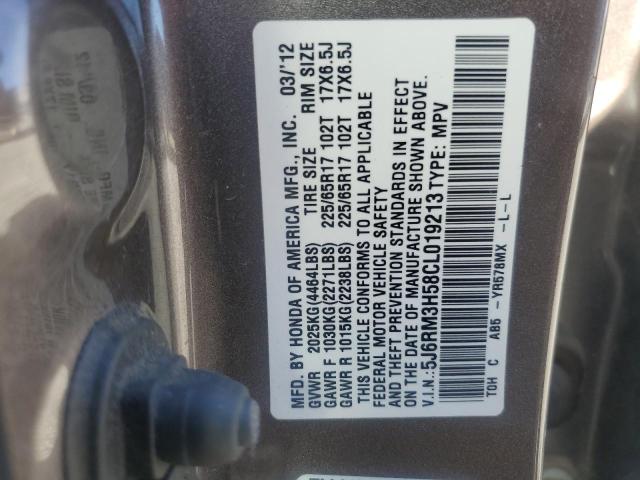 MFD. BY HONDA OF AMERICA MFG., INC. 03/'12
GVWR 2025KG(4464LBS) TIRE SIZE RIM SIZE
GAWR F 1030KG(2271LBS) 225/65R17 102T 17X6.5J
GAWR R 1015KG(2238LBS) 225/65R17 102T 17X6.5J
THIS VEHICLE CONFORMS TO ALL APPLICABLE
FEDERAL MOTOR VEHICLE SAFETY
AND THEFT PREVENTION STANDARDS IN EFFECT
ON THE DATE OF MANUFACTURE SHOWN ABOVE.
V.I.N.:5J6RM3H58CL019213 TYPE: MPV
TDH C AB5 -YR578MX -L-L